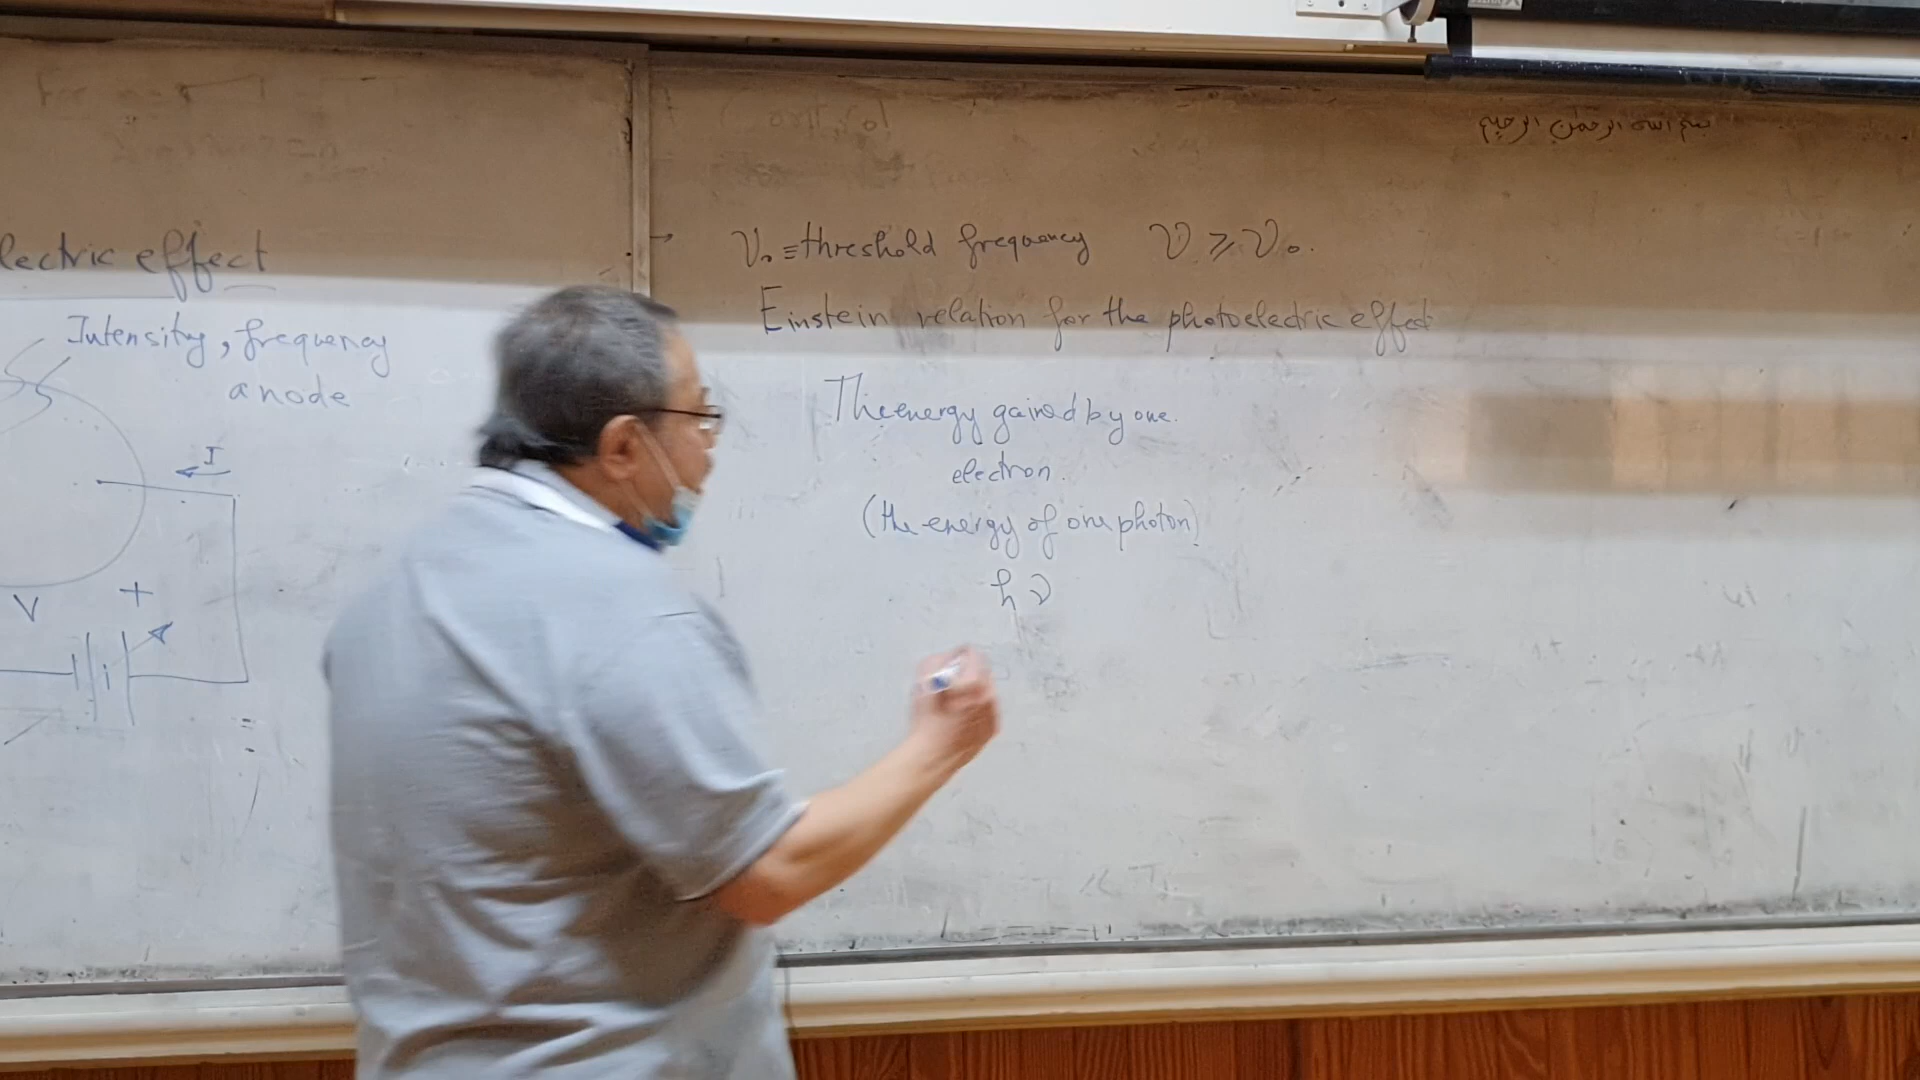 بسم الله الرحمن الرحيم
lectric effect
Intensity, frequency
anode
I
V
+
ν₀ ≡ threshold frequency ν ⩾ ν₀.
Einstein relation for the photoelectric effect
The energy gained by one
electron.
(the energy of one photon)
hν